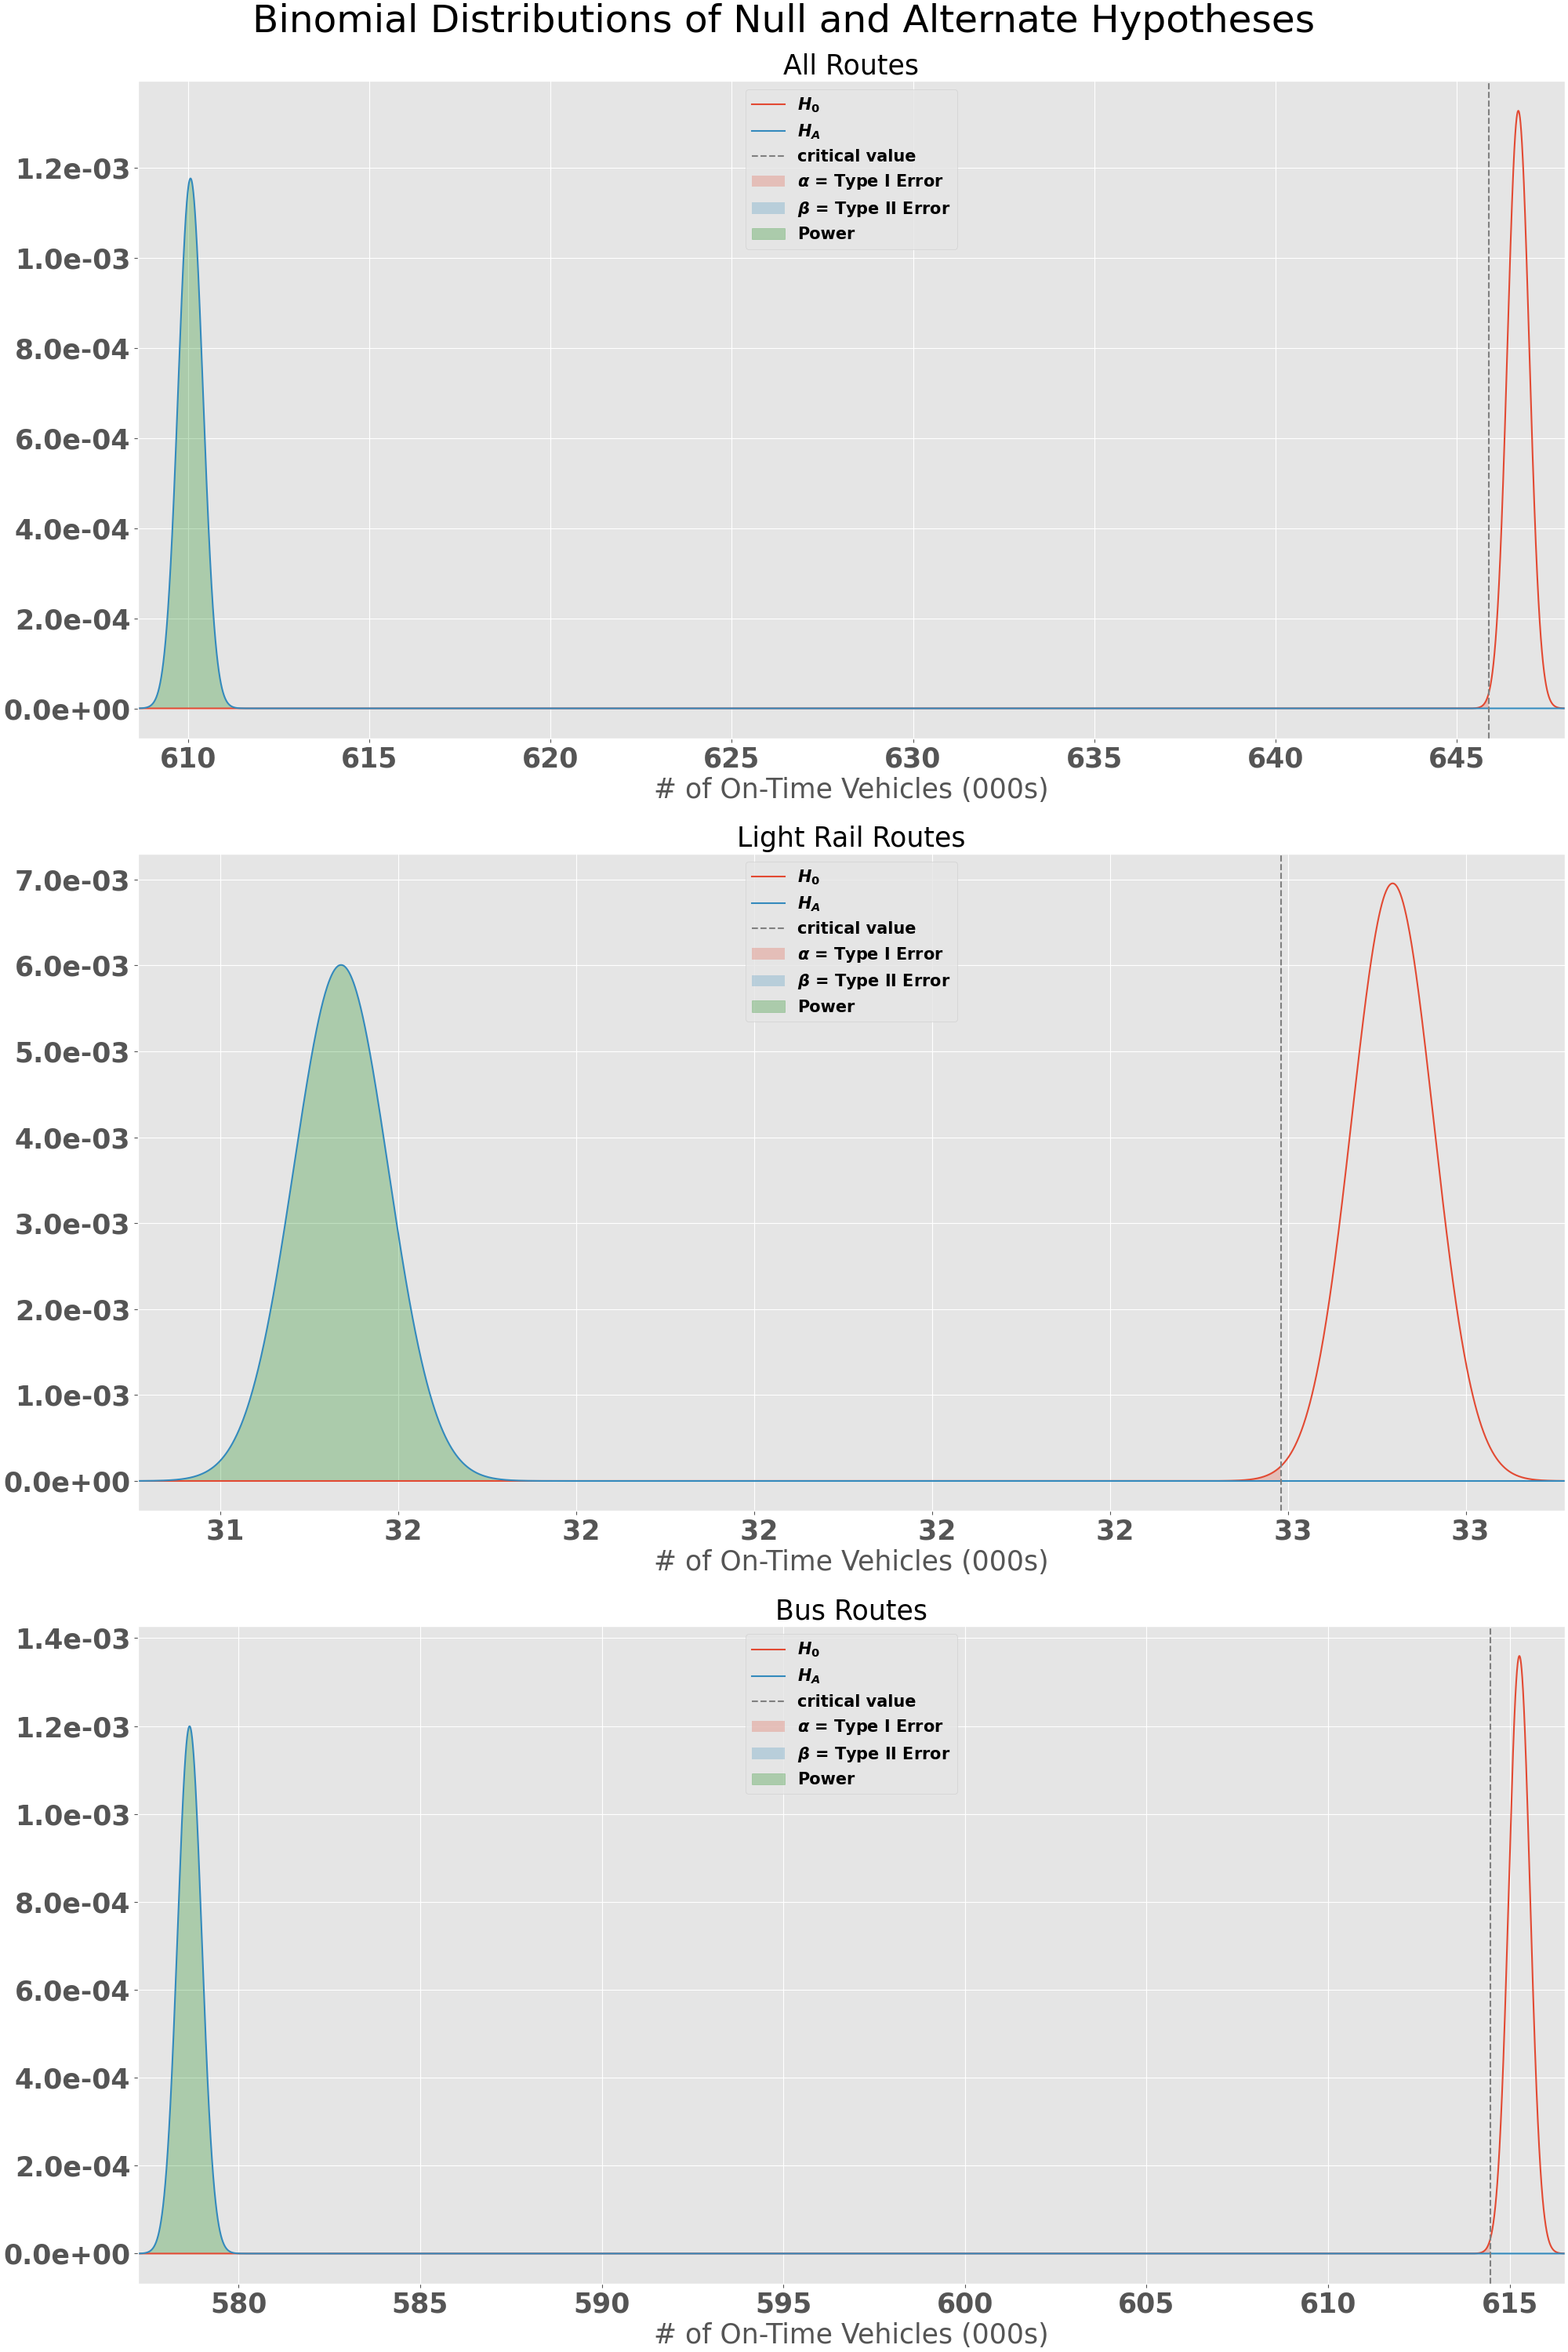 Binomial Distributions of Null and Alternate Hypotheses
All Routes
H0
HA
critical value
α = Type I Error
β = Type II Error
Power
1.2e-03
1.0e-03
8.0e-04
6.0e-04
4.0e-04
2.0e-04
0.0e+00
610 615 620 625 630 635 640 645
# of On-Time Vehicles (000s)
Light Rail Routes
H0
HA
critical value
α = Type I Error
β = Type II Error
Power
7.0e-03
6.0e-03
5.0e-03
4.0e-03
3.0e-03
2.0e-03
1.0e-03
0.0e+00
31 32 32 32 32 32 33 33
# of On-Time Vehicles (000s)
Bus Routes
H0
HA
critical value
α = Type I Error
β = Type II Error
Power
1.4e-03
1.2e-03
1.0e-03
8.0e-04
6.0e-04
4.0e-04
2.0e-04
0.0e+00
580 585 590 595 600 605 610 615
# of On-Time Vehicles (000s)